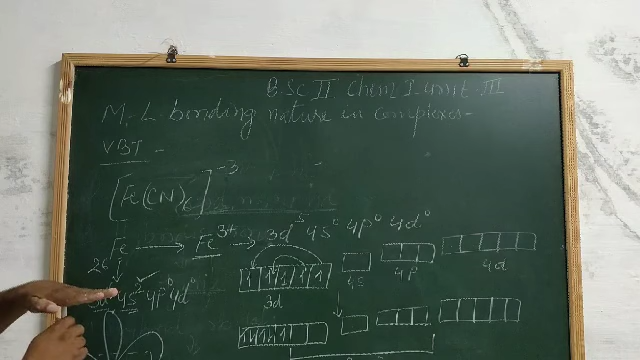 B.Sc II Chem I Unit III
M.L. bonding nature in complexes-
VBT -
[Fe(CN)6]-3
Fe → Fe3+ 3d5 4s0 4p0 4d0
26
4s2 4p0 4d0
3d 4s 4p 4d